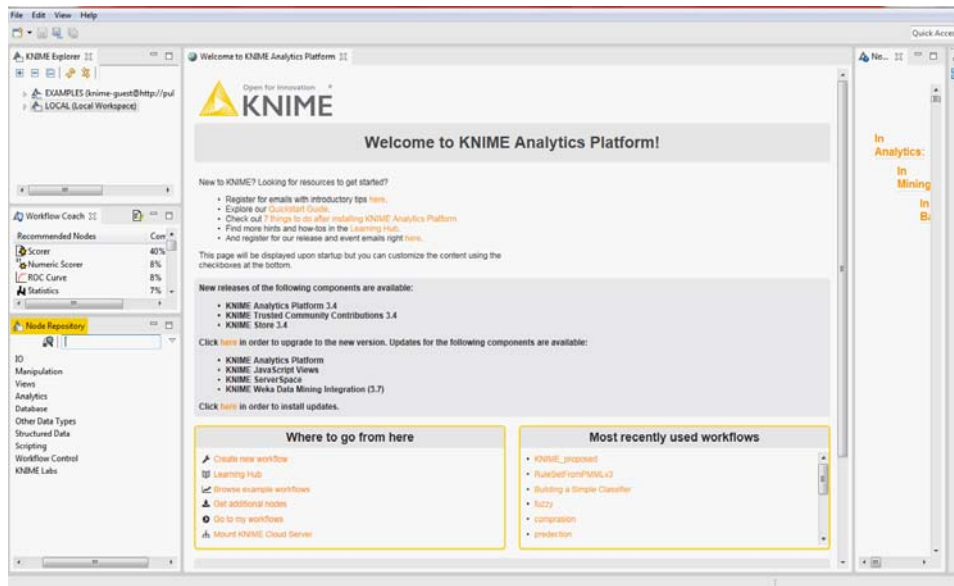 File Edit View Help
Quick Acce
KNIME Explorer
EXAMPLES (knime-guest@http://pul
LOCAL (Local Workspace)
Workflow Coach
Recommended Nodes Com
Scorer 40%
Numeric Scorer 8%
ROC Curve 8%
Statistics 7%
Node Repository
IO
Manipulation
Views
Analytics
Database
Other Data Types
Structured Data
Scripting
Workflow Control
KNIME Labs
Welcome to KNIME Analytics Platform
Open for Innovation
KNIME
Welcome to KNIME Analytics Platform!
New to KNIME? Looking for resources to get started?
• Register for emails with introductory tips here.
• Explore our Quickstart Guide.
• Check out 7 things to do after installing KNIME Analytics Platform
• Find more hints and how-tos in the Learning Hub.
• And register for our release and event emails right here.
This page will be displayed upon startup but you can customize the content using the
checkboxes at the bottom.
New releases of the following components are available:
• KNIME Analytics Platform 3.4
• KNIME Trusted Community Contributions 3.4
• KNIME Store 3.4
Click here in order to upgrade to the new version. Updates for the following components are available:
• KNIME Analytics Platform
• KNIME JavaScript Views
• KNIME ServerSpace
• KNIME Weka Data Mining Integration (3.7)
Click here in order to install updates.
Where to go from here
Create new workflow
Learning Hub
Browse example workflows
Get additional nodes
Go to my workflows
Mount KNIME Cloud Server
Most recently used workflows
• KNIME_proposed
• RuleSetFromPMMLv3
• Building a Simple Classifier
• fuzzy
• comprasion
• predection
No...
In
Analytics:
In
Mining
In
Ba